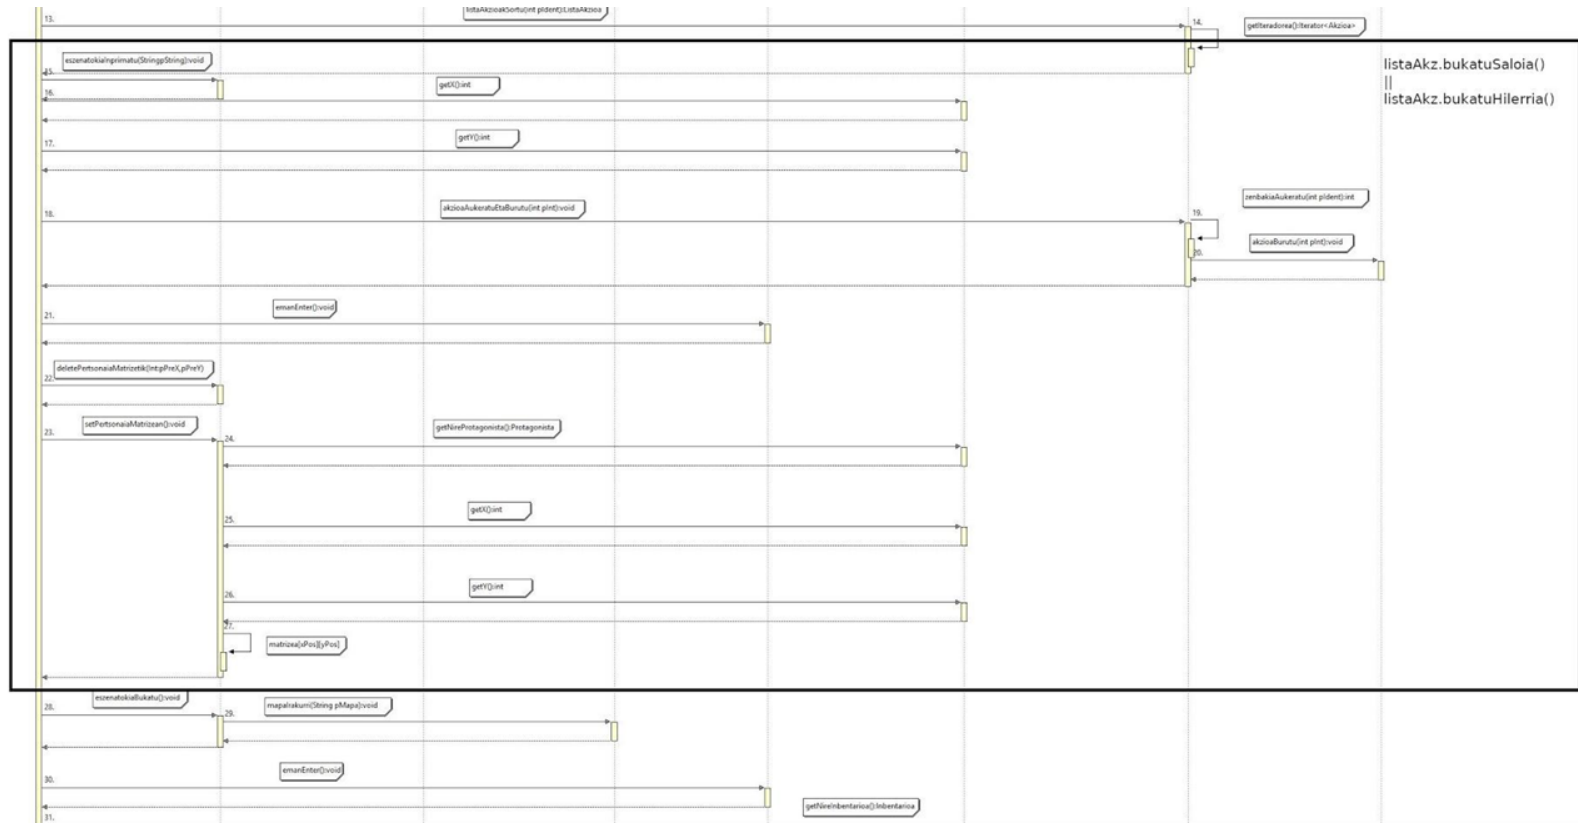 listaAkzioakSortu(int pIdent):ListaAkzioa
13.
14.
getIteradorea():Iterator<Akzioa>
eszenatokiaInprimatu(StringpString):void
listaAkz.bukatuSaloia()
||
listaAkz.bukatuHilerria()
15.
getX():int
16.
getY():int
17.
zenbakiaAukeratu(int pIdent):int
akzioaAukeratuEtaBurutu(int pInt):void
18.
19.
akzioaBurutu(int pInt):void
20.
emanEnter():void
21.
deletePertsonaiaMatrizetik(Int:pPreX,pPreY)
22.
setPertsonaiaMatrizean():void
23.
getNireProtagonista():Protagonista
24.
getX():int
25.
getY():int
26.
27.
matrizea[xPos][yPos]
eszenatokiaBukatu():void
mapaIrakurri(String pMapa):void
28.
29.
emanEnter():void
30.
getNireInbentarioa():Inbentarioa
31.